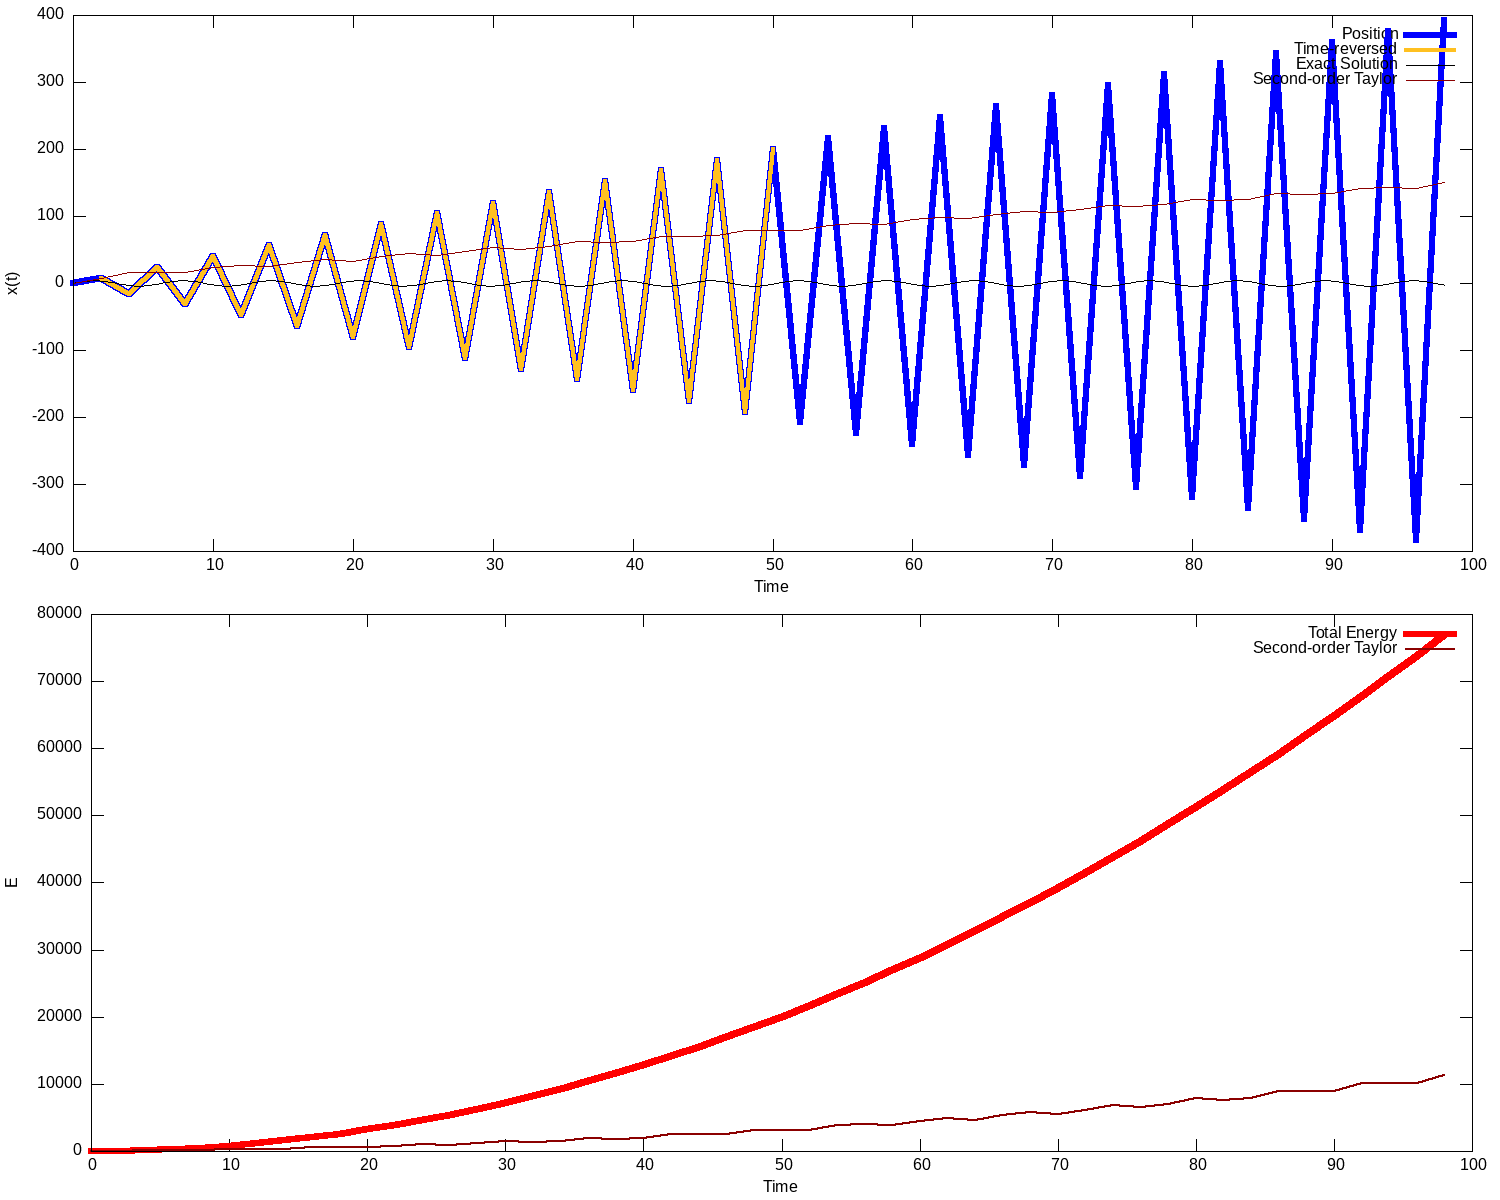 400
300
200
100
0
-100
-200
-300
-400
x(t)
Position
Time reversed
Exact Solution
Second-order Taylor
0 10 20 30 40 50 60 70 80 90 100
Time
80000
70000
60000
50000
40000
30000
20000
10000
0
E
Total Energy
Second-order Taylor
0 10 20 30 40 50 60 70 80 90 100
Time